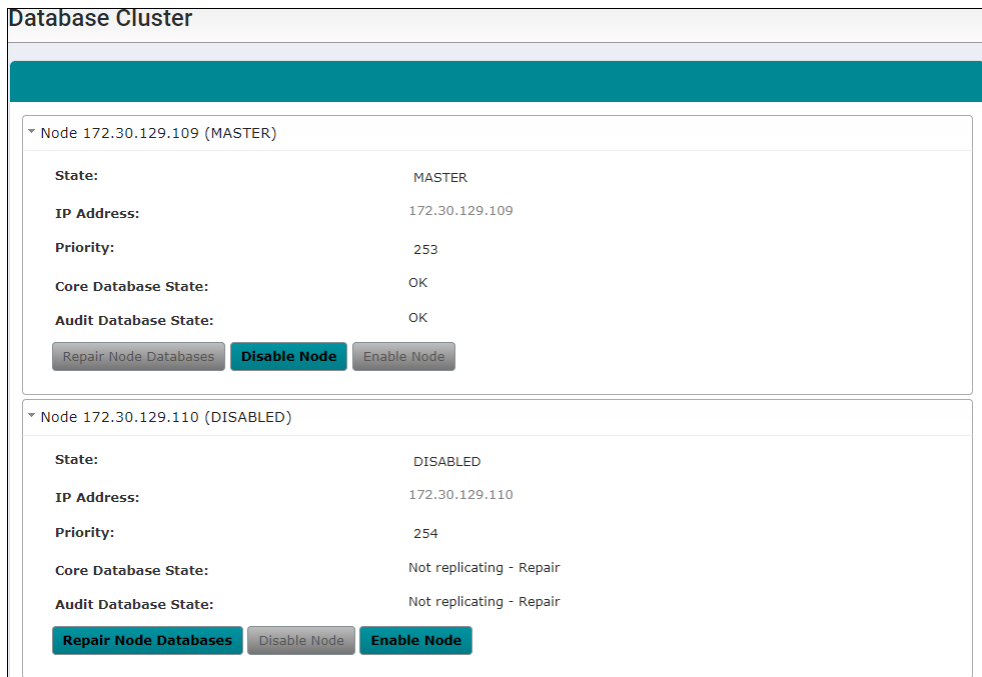 Database Cluster
Node 172.30.129.109 (MASTER)
State: MASTER
IP Address: 172.30.129.109
Priority: 253
Core Database State: OK
Audit Database State: OK
Repair Node Databases Disable Node Enable Node
Node 172.30.129.110 (DISABLED)
State: DISABLED
IP Address: 172.30.129.110
Priority: 254
Core Database State: Not replicating - Repair
Audit Database State: Not replicating - Repair
Repair Node Databases Disable Node Enable Node